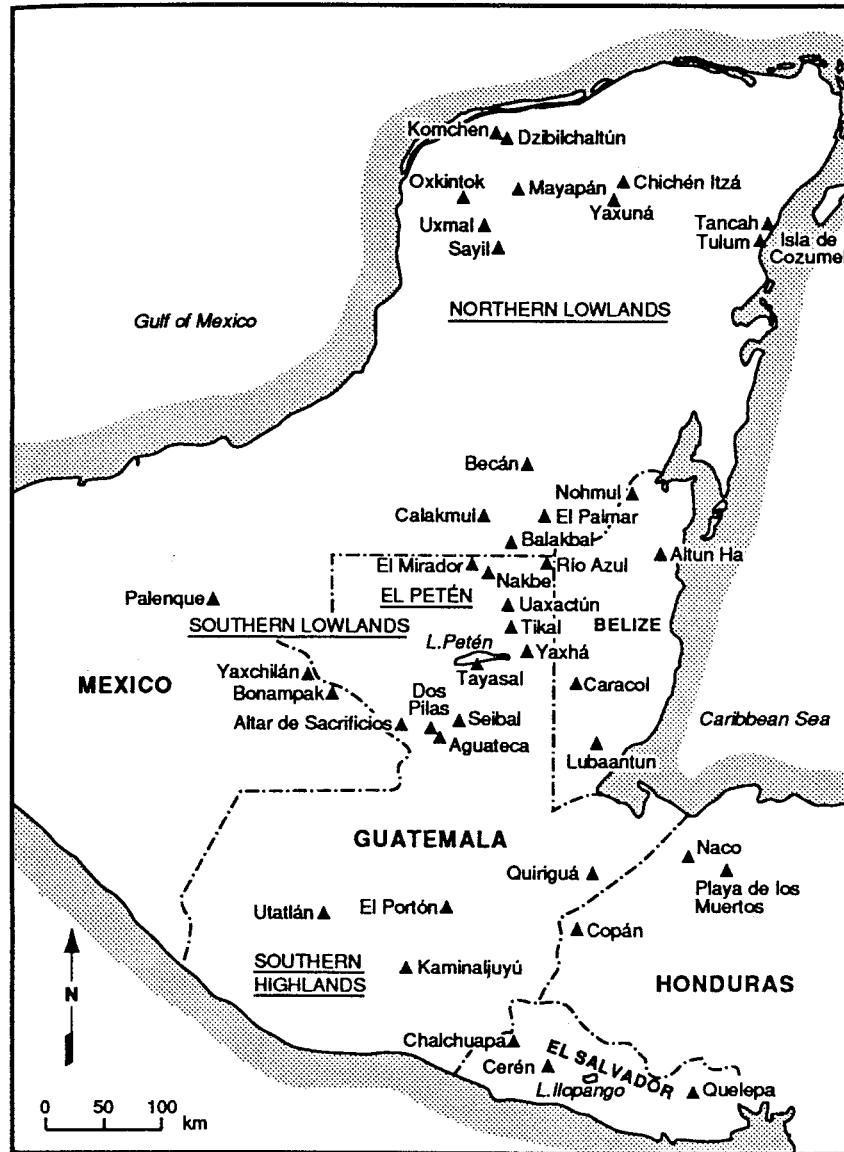 Komchen
Dzibilchaltún
Oxkintok
Mayapán
Chichén Itzá
Yaxuná
Uxmal
Sayil
Tancah
Tulum
Isla de
Cozumel
Gulf of Mexico
NORTHERN LOWLANDS
Becán
Nohmul
Calakmul
El Palmar
Balakbal
Altun Ha
El Mirador
Río Azul
Nakbe
EL PETÉN
Palenque
Uaxactún
SOUTHERN LOWLANDS
Tikal
BELIZE
L.Petén
Yaxhá
Tayasal
Yaxchilán
MEXICO
Bonampak
Caracol
Dos
Pilas
Altar de Sacrificios
Seibal
Aguateca
Caribbean Sea
Lubaantun
GUATEMALA
Naco
Quiriguá
Playa de los
Muertos
Utatlán
El Portón
Copán
SOUTHERN
HIGHLANDS
Kaminaljuyú
HONDURAS
N
Chalchuapa
EL SALVADOR
Cerén
L.Ilopango
Quelepa
0 50 100
km